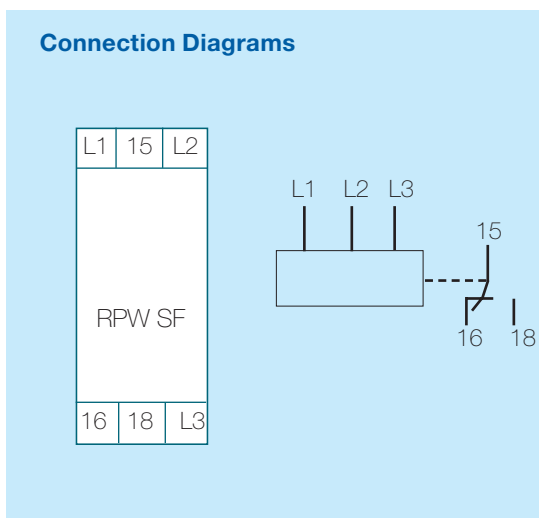 Connection Diagrams
L1 15 L2
RPW SF
16 18 L3
L1 L2 L3
15
16 18